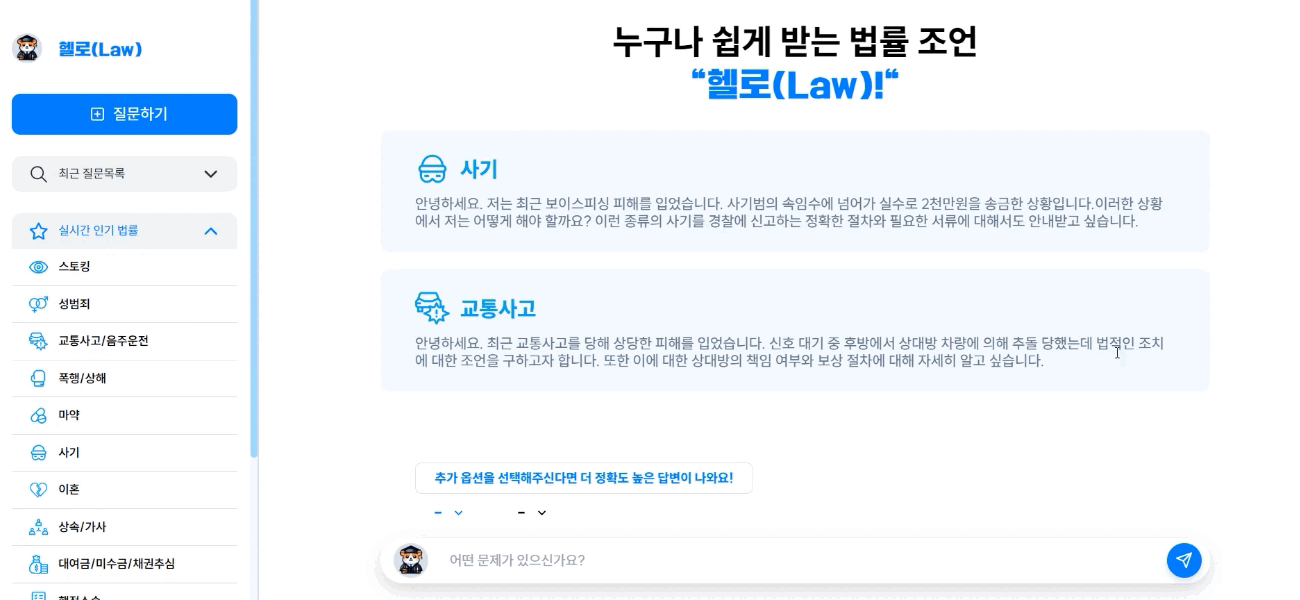 헬로(Law)
질문하기
최근 질문목록
실시간 인기 법률
스토킹
성범죄
교통사고/음주운전
폭행/상해
마약
사기
이혼
상속/가사
대여금/미수금/채권추심
누구나 쉽게 받는 법률 조언
“헬로(Law)!“
사기
안녕하세요. 저는 최근 보이스피싱 피해를 입었습니다. 사기범의 속임수에 넘어가 실수로 2천만원을 송금한 상황입니다.이러한 상황
에서 저는 어떻게 해야 할까요? 이런 종류의 사기를 경찰에 신고하는 정확한 절차와 필요한 서류에 대해서도 안내받고 싶습니다.
교통사고
안녕하세요. 최근 교통사고를 당해 상당한 피해를 입었습니다. 신호 대기 중 후방에서 상대방 차량에 의해 추돌 당했는데 법적인 조치
에 대한 조언을 구하고자 합니다. 또한 이에 대한 상대방의 책임 여부와 보상 절차에 대해 자세히 알고 싶습니다.
추가 옵션을 선택해주신다면 더 정확도 높은 답변이 나와요!
- -
어떤 문제가 있으신가요?